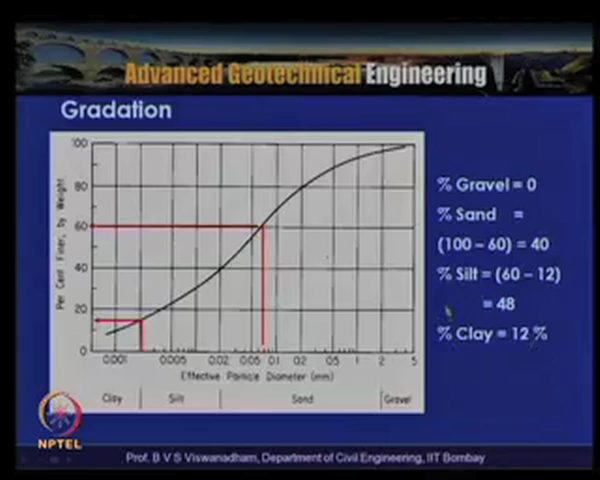 Advanced Geotechnical Engineering
Gradation
Per Cent Finer, by Weight
100
80
60
40
20
0
0.001 0.005 0.02 0.05 0.1 0.2 0.5 1 2 5
Effective Particle Diameter (mm)
Clay Silt Sand Gravel
% Gravel = 0
% Sand =
(100 – 60) = 40
% Silt = (60 – 12)
= 48
% Clay = 12 %
NPTEL
Prof. B V S Viswanadham, Department of Civil Engineering, IIT Bombay